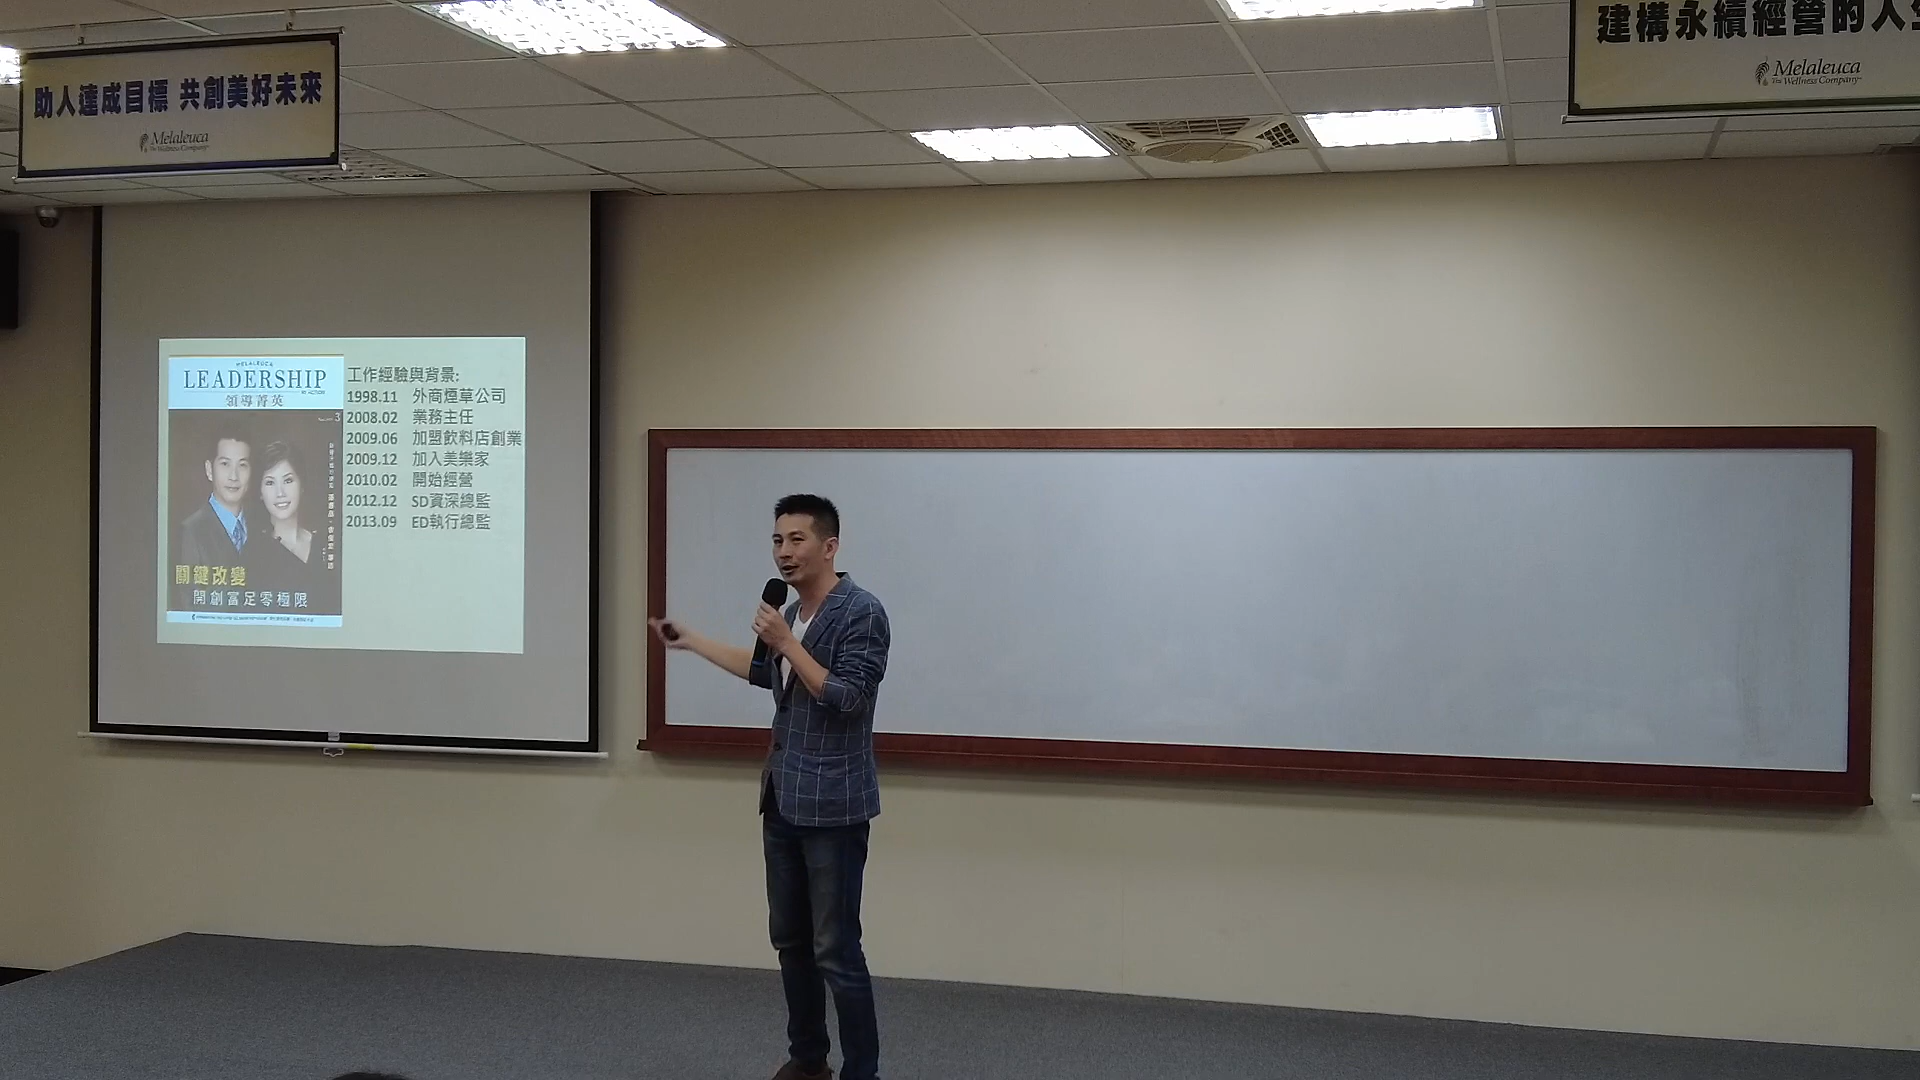 助人達成目標 共創美好未來
Melaleuca
The Wellness Company
建構永續經營的人生
Melaleuca
The Wellness Company
MELALEUCA
LEADERSHIP
IN ACTION
領導菁英
3
關鍵改變
開創富足零極限
工作經驗與背景:
1998.11 外商煙草公司
2008.02 業務主任
2009.06 加盟飲料店創業
2009.12 加入美樂家
2010.02 開始經營
2012.12 SD資深總監
2013.09 ED執行總監